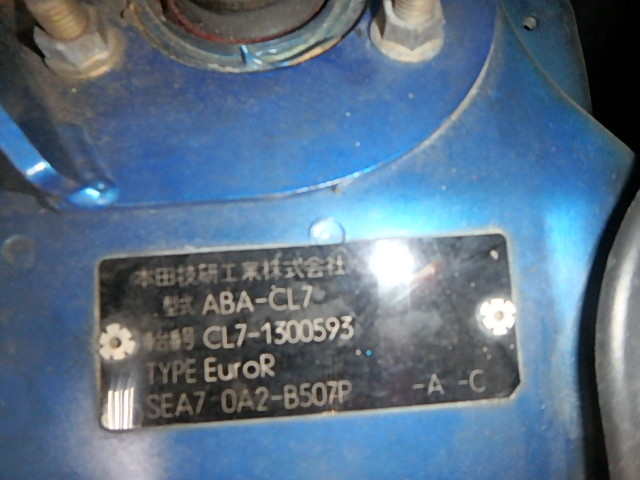 本田技研工業株式会社
型式 ABA-CL7
車台番号 CL7-1300593
TYPE EuroR
SEA7 0A2-B507P -A -C